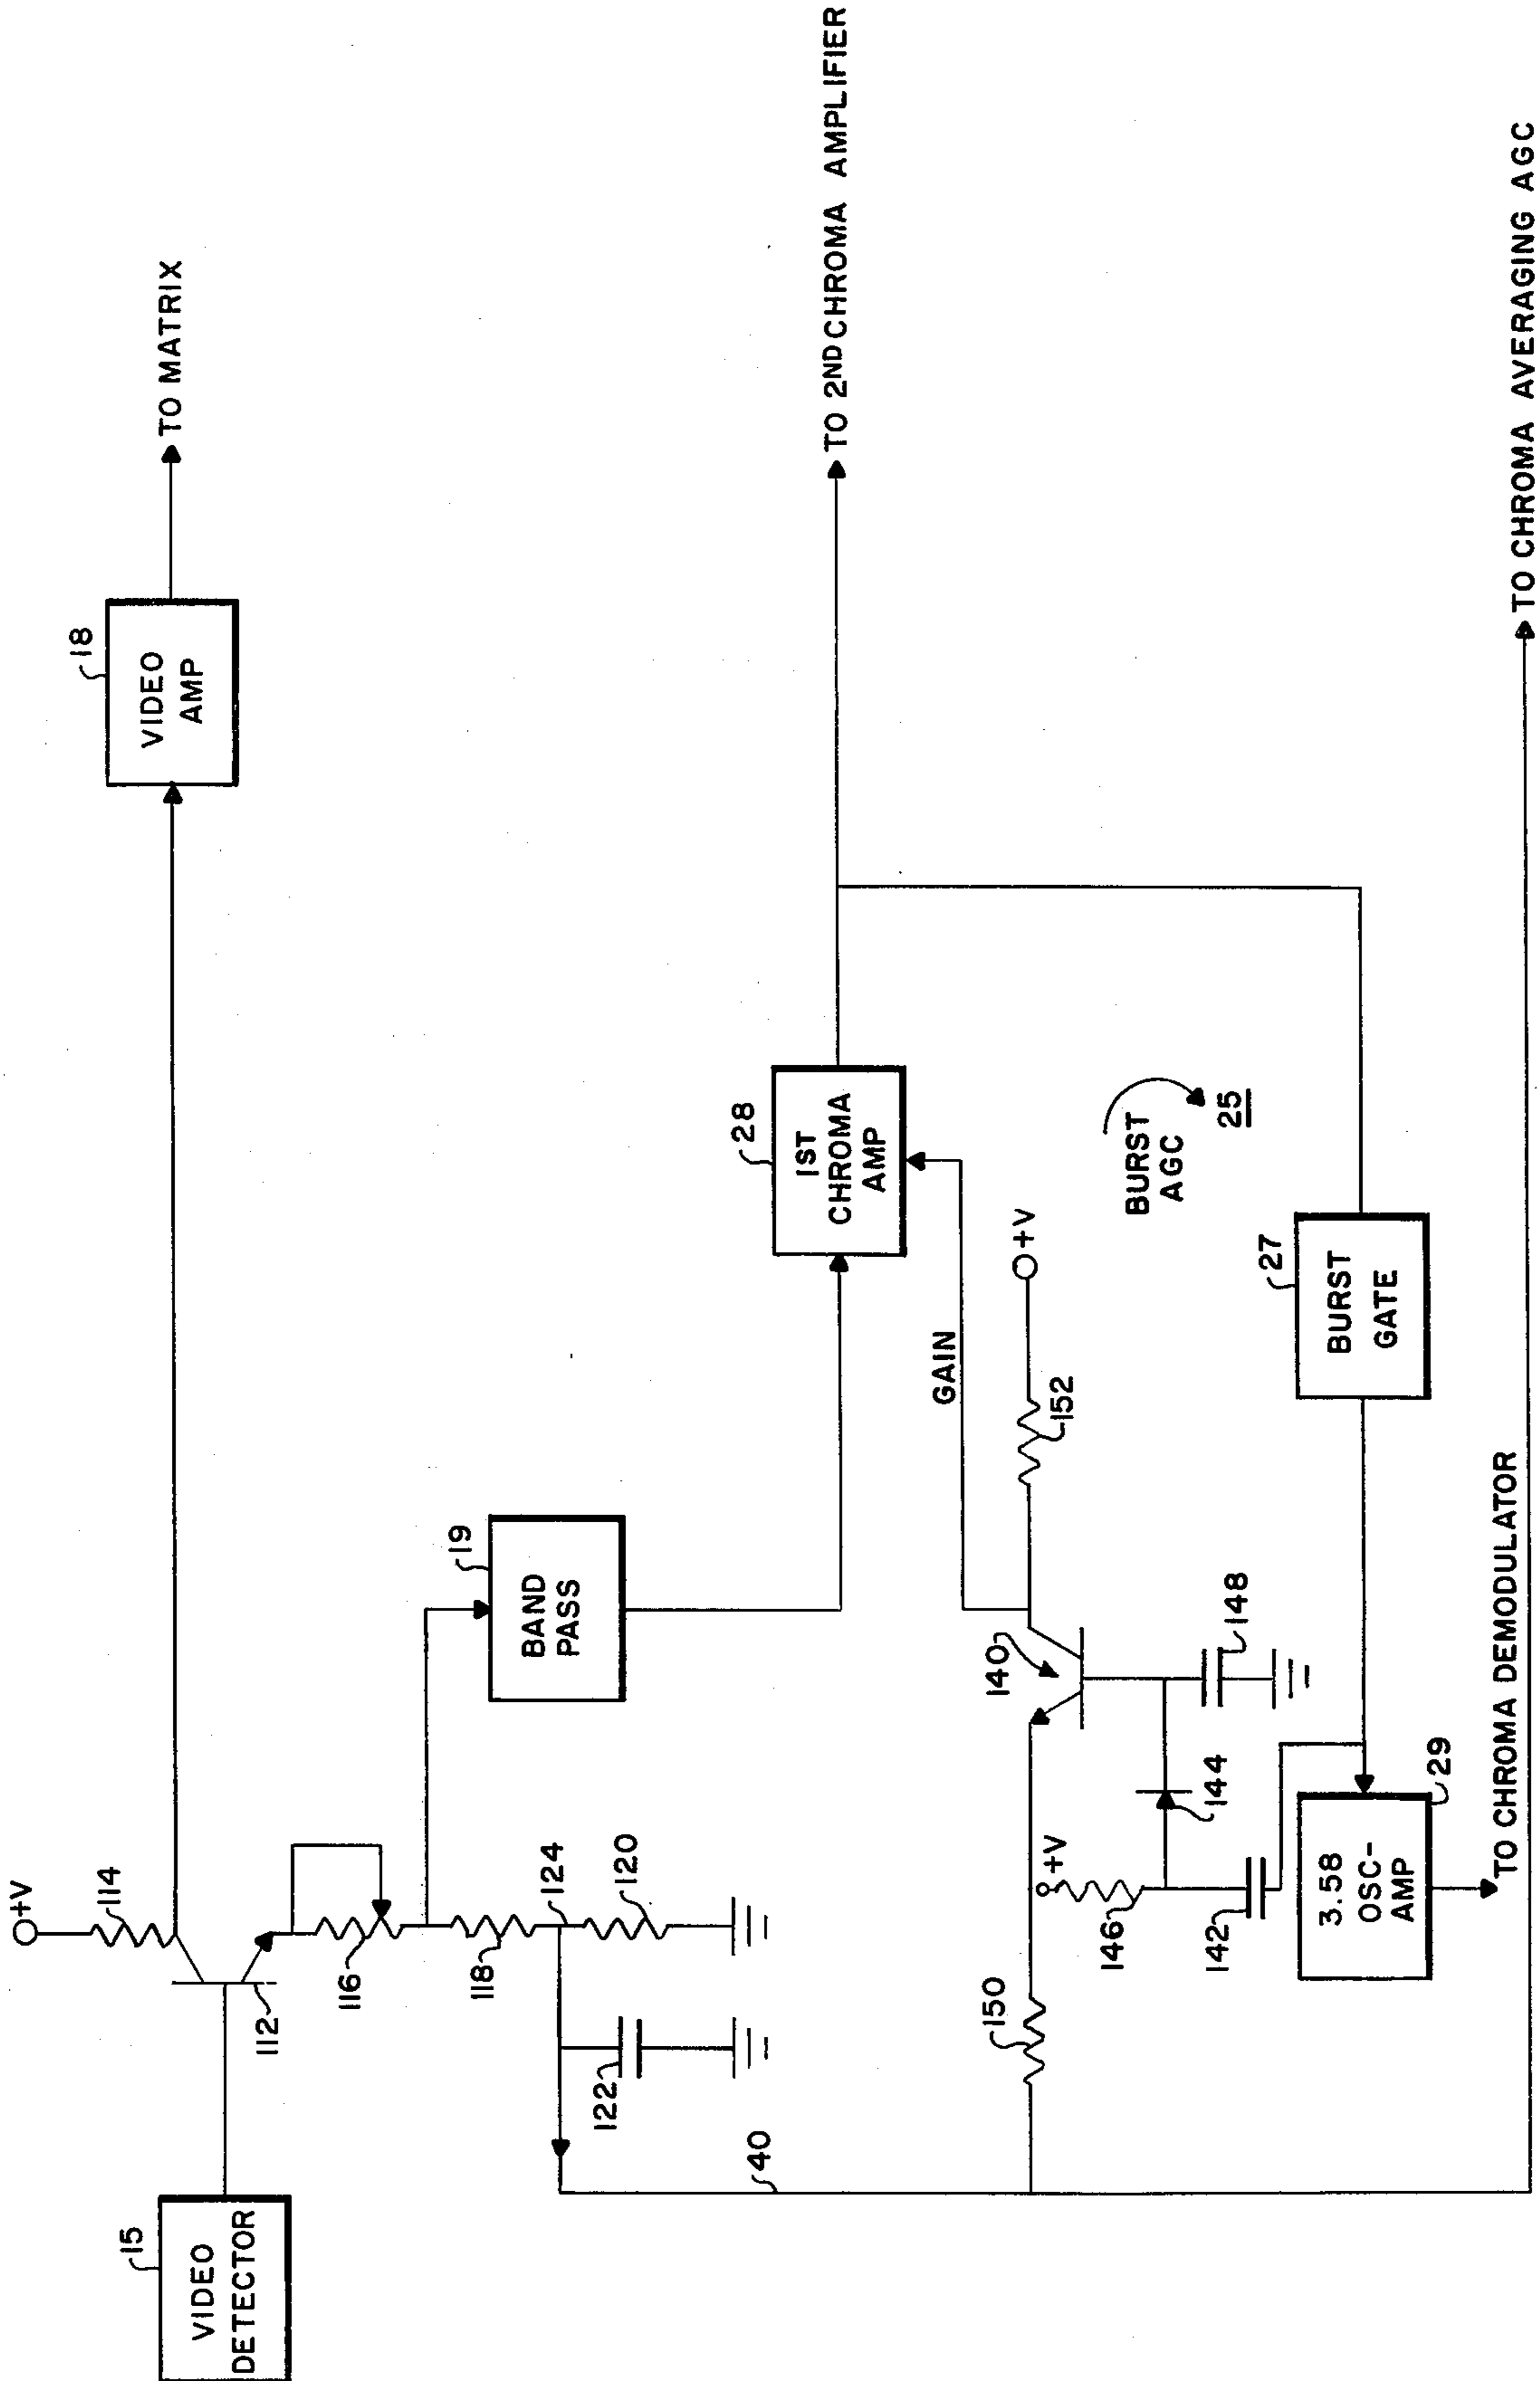 +V
114
18
VIDEO
AMP
TO MATRIX
15
VIDEO
DETECTOR
112
116
118
124
120
122
19
BAND
PASS
40
28
1ST
CHROMA
AMP
TO 2ND CHROMA AMPLIFIER
GAIN
150
140
152
+V
BURST
AGC
25
+V
146
144
148
142
3.58
OSC-
AMP
29
27
BURST
GATE
TO CHROMA DEMODULATOR
TO CHROMA AVERAGING AGC